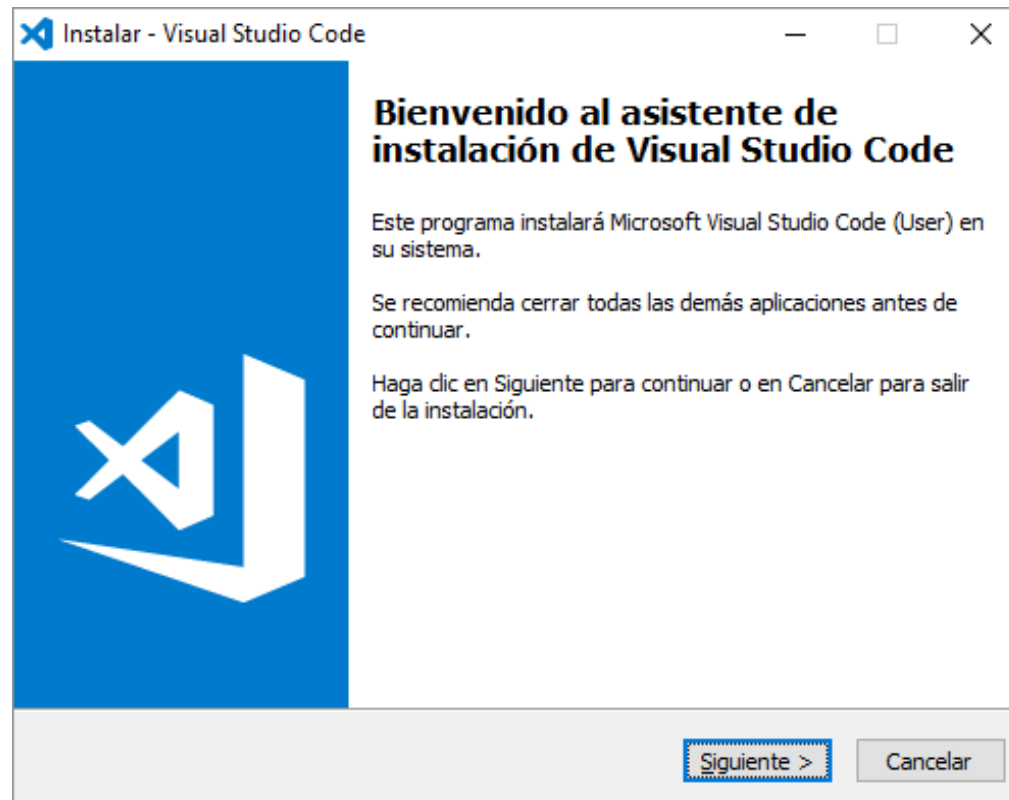 Instalar - Visual Studio Code
Bienvenido al asistente de
instalación de Visual Studio Code
Este programa instalará Microsoft Visual Studio Code (User) en
su sistema.
Se recomienda cerrar todas las demás aplicaciones antes de
continuar.
Haga clic en Siguiente para continuar o en Cancelar para salir
de la instalación.
Siguiente >
Cancelar